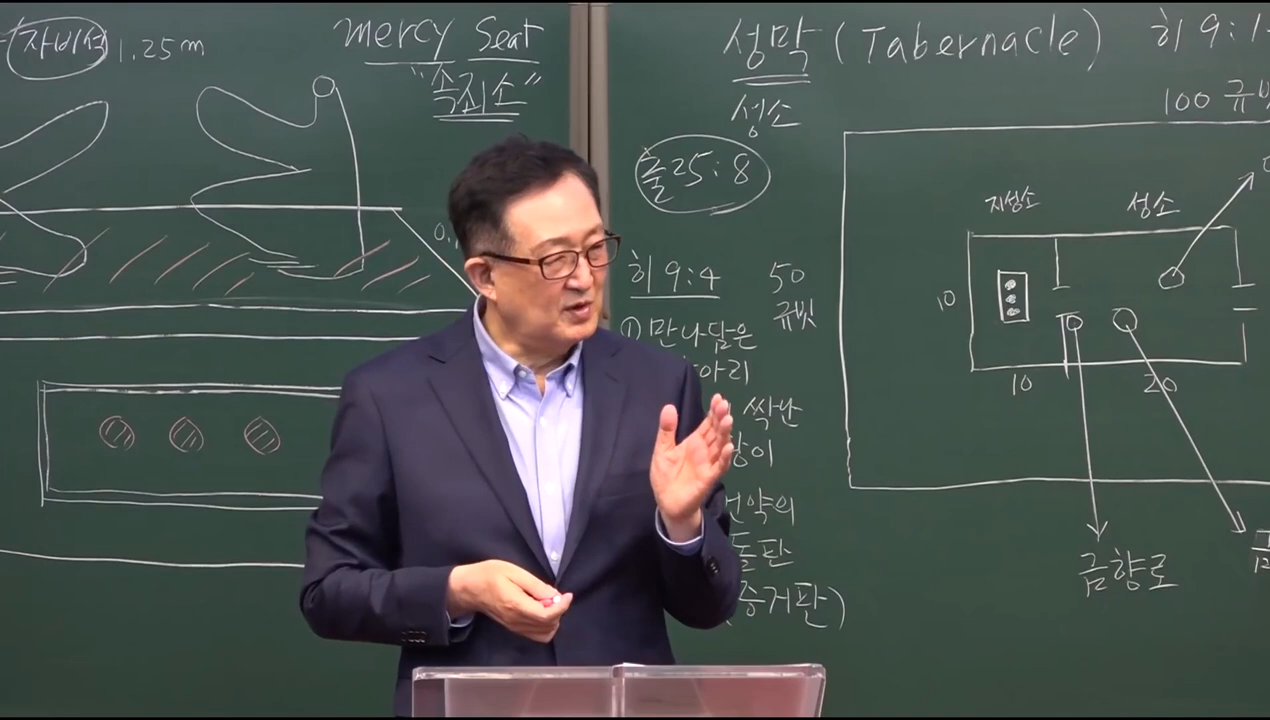 자비석 1.25m
mercy Seat
"속죄소"
성막 (Tabernacle)
히 9:1-
성소
100 규빗
출25:8
지성소
성소
히 9:4
50
규빗
①만나담은
아리
싹난
언약의
돌판
(증거판)
10
10
20
금향로